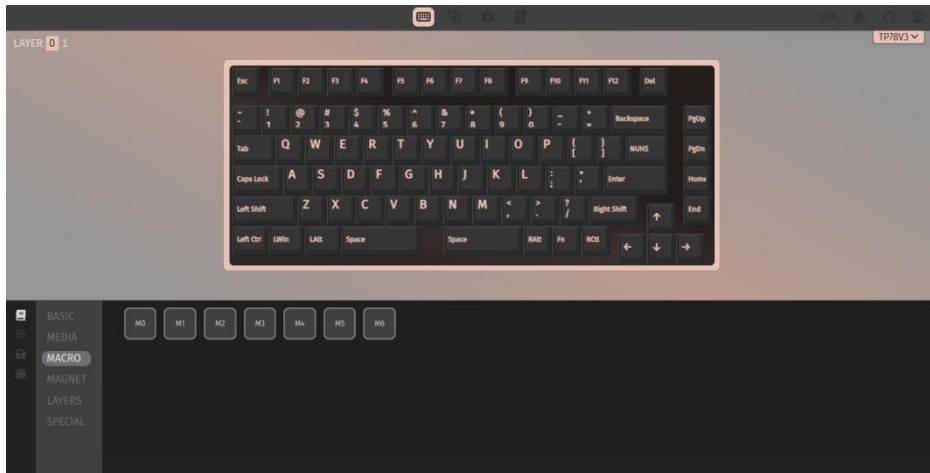 VIA
LAYER 0 1
TP78V3
Esc F1 F2 F3 F4 F5 F6 F7 F8 F9 F10 F11 F12 Del
~ ! @ # $ % ^ & * ( ) _ + Backspace PgUp
` 1 2 3 4 5 6 7 8 9 0 - =
Tab Q W E R T Y U I O P { } NUHS PgDn
[ ]
Caps Lock A S D F G H J K L : " Enter Home
; '
Left Shift Z X C V B N M < > ? Right Shift ↑ End
, . /
Left Ctrl LWin LAlt Space Space RAlt Fn RCtl ← ↓ →
BASIC
MEDIA
MACRO
MAGNET
LAYERS
SPECIAL
M0 M1 M2 M3 M4 M5 M6